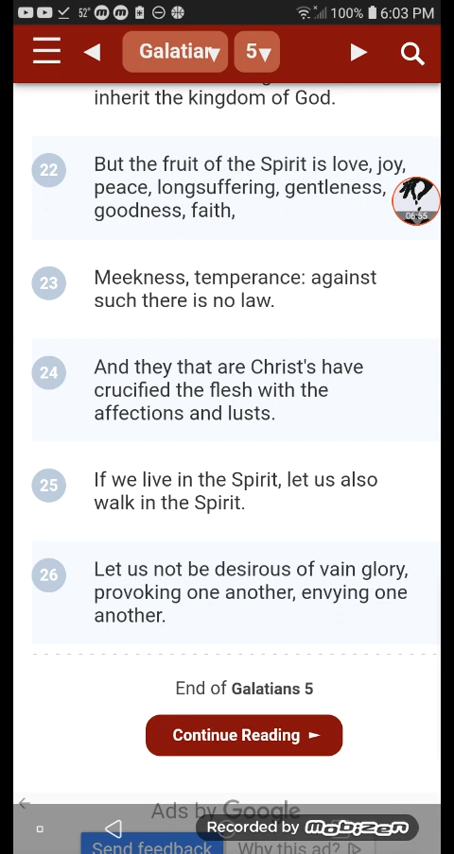 52° 100% 6:03 PM
Galatian 5
inherit the kingdom of God.
22 But the fruit of the Spirit is love, joy,
peace, longsuffering, gentleness,
goodness, faith,
06:55
23 Meekness, temperance: against
such there is no law.
24 And they that are Christ's have
crucified the flesh with the
affections and lusts.
25 If we live in the Spirit, let us also
walk in the Spirit.
26 Let us not be desirous of vain glory,
provoking one another, envying one
another.
End of Galatians 5
Continue Reading
Ads by Google
Recorded by mobizen
Send feedback Why this ad?